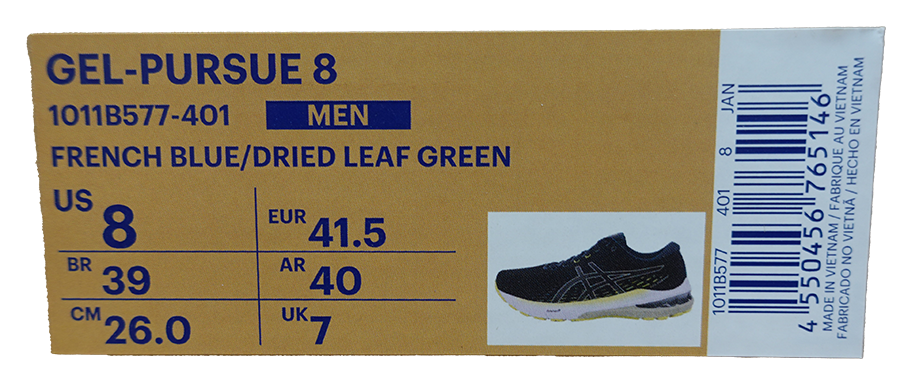 GEL-PURSUE 8
1011B577-401 MEN
FRENCH BLUE/DRIED LEAF GREEN
US 8 EUR 41.5
BR 39 AR 40
CM 26.0 UK 7
1011B577 401 8 JAN
4 550456 765146
MADE IN VIETNAM / FABRIQUE AU VIETNAM
FABRICADO NO VIETNÃ / HECHO EN VIETNAM